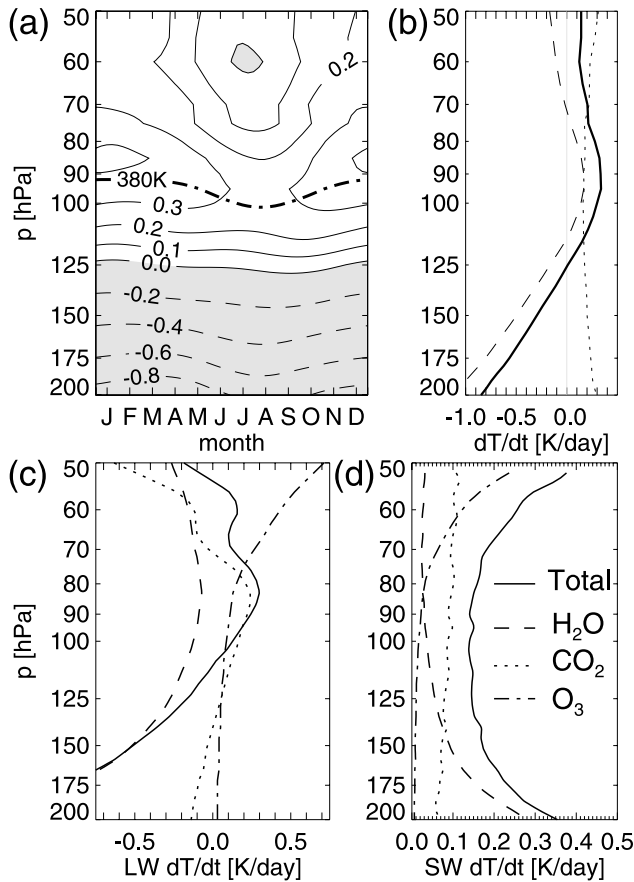 (a)
p [hPa]
50
60
70
80
90
100
125
150
175
200
0.2
380K
0.3
0.2
0.1
0.0
-0.2
-0.4
-0.6
-0.8
J F M A M J J A S O N D
month
(b)
50
60
70
80
90
100
125
150
175
200
-1.0 -0.5 0.0
dT/dt [K/day]
(c)
p [hPa]
50
60
70
80
90
100
125
150
175
200
-0.5 0.0 0.5
LW dT/dt [K/day]
(d)
50
60
70
80
90
100
125
150
175
200
Total
H₂O
CO₂
O₃
0.0 0.1 0.2 0.3 0.4 0.5
SW dT/dt [K/day]